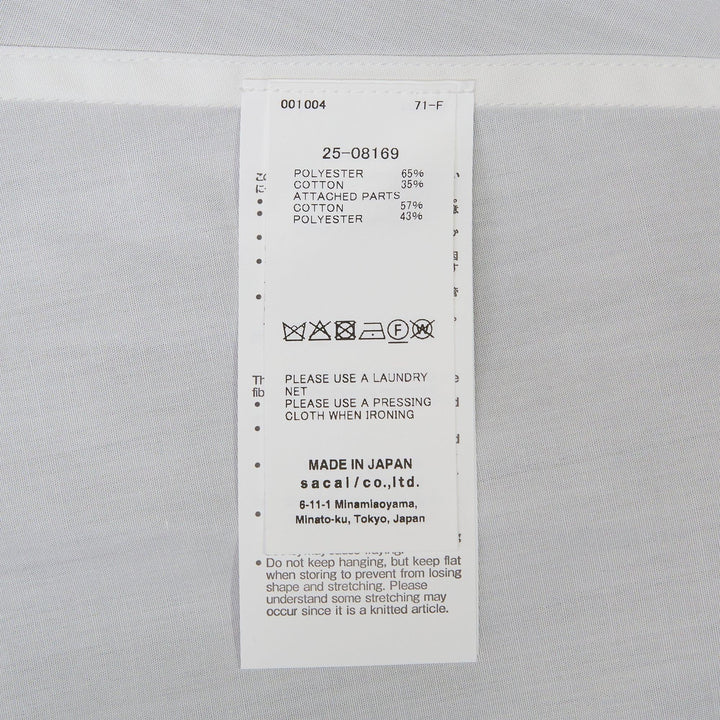 001004 71-F
25-08169
POLYESTER 65%
COTTON 35%
ATTACHED PARTS
COTTON 57%
POLYESTER 43%
F W
PLEASE USE A LAUNDRY
NET
PLEASE USE A PRESSING
CLOTH WHEN IRONING
MADE IN JAPAN
sacai/co.,ltd.
6-11-1 Minamiaoyama,
Minato-ku, Tokyo, Japan
• Do not keep hanging, but keep flat
when storing to prevent from losing
shape and stretching. Please
understand some stretching may
occur since it is a knitted article.